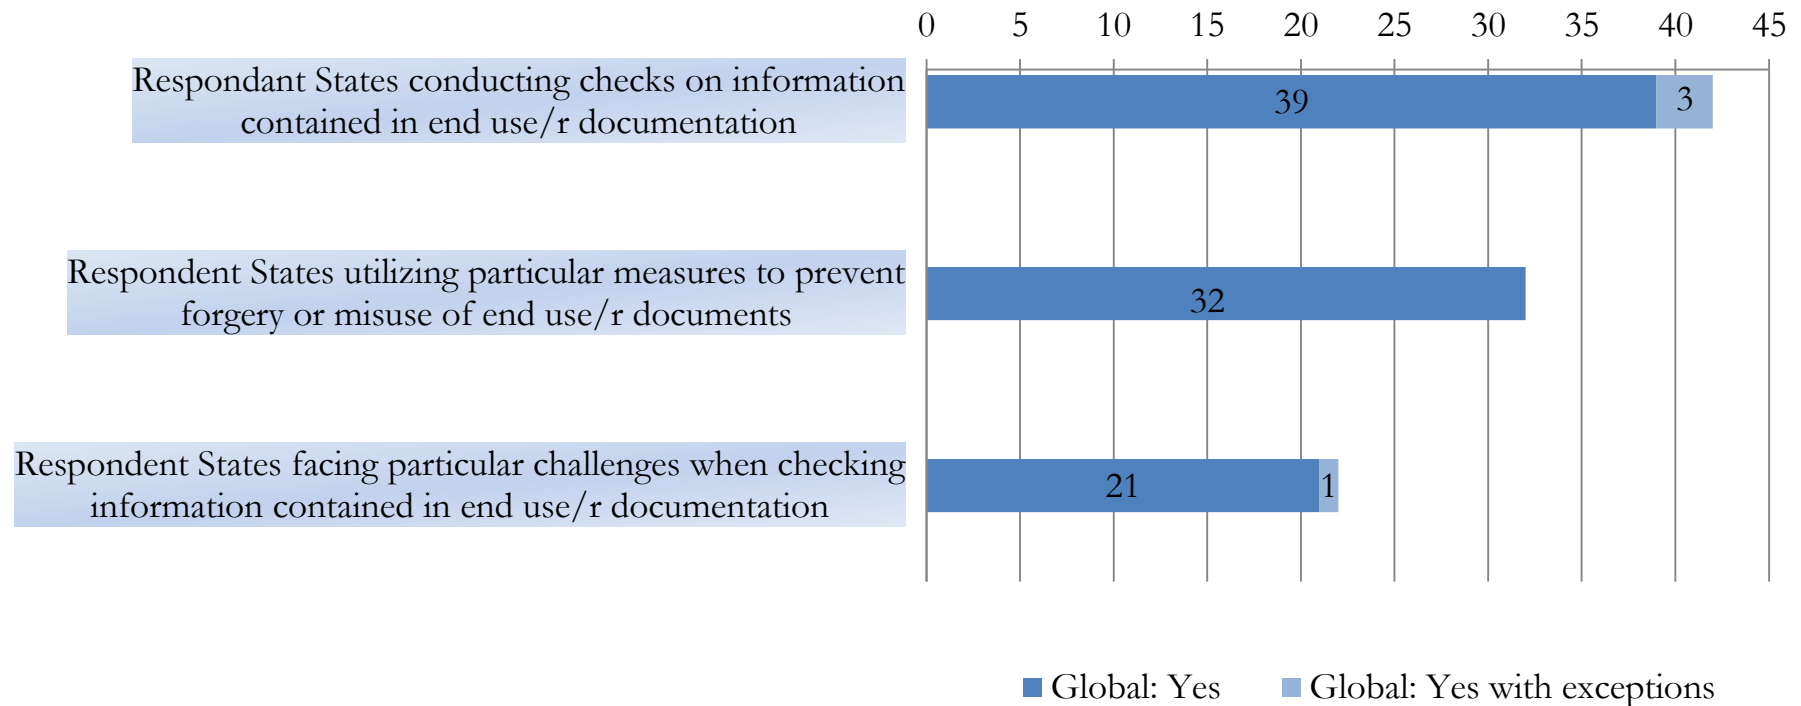 0 5 10 15 20 25 30 35 40 45
Respondant States conducting checks on information
contained in end use/r documentation
39 3
Respondent States utilizing particular measures to prevent
forgery or misuse of end use/r documents
32
Respondent States facing particular challenges when checking
information contained in end use/r documentation
21 1
Global: Yes Global: Yes with exceptions